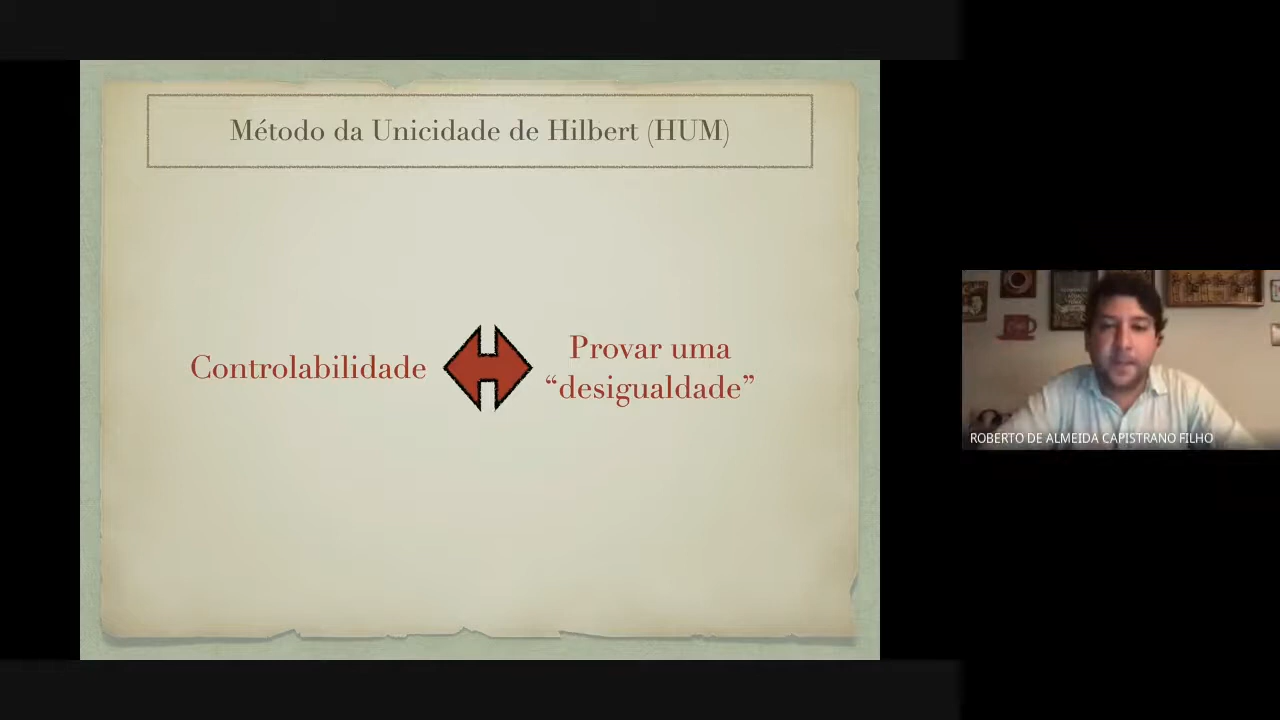 Método da Unicidade de Hilbert (HUM)
Controlabilidade
Provar uma
“desigualdade”
ROBERTO DE ALMEIDA CAPISTRANO FILHO